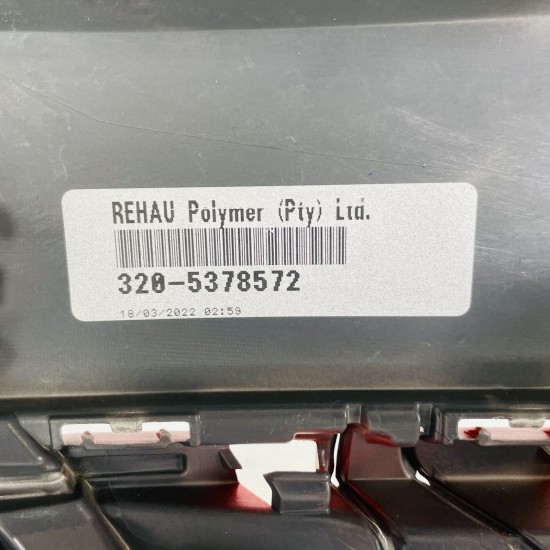 REHAU Polymer (Pty) Ltd.
320-5378572
18/03/2022 02:59